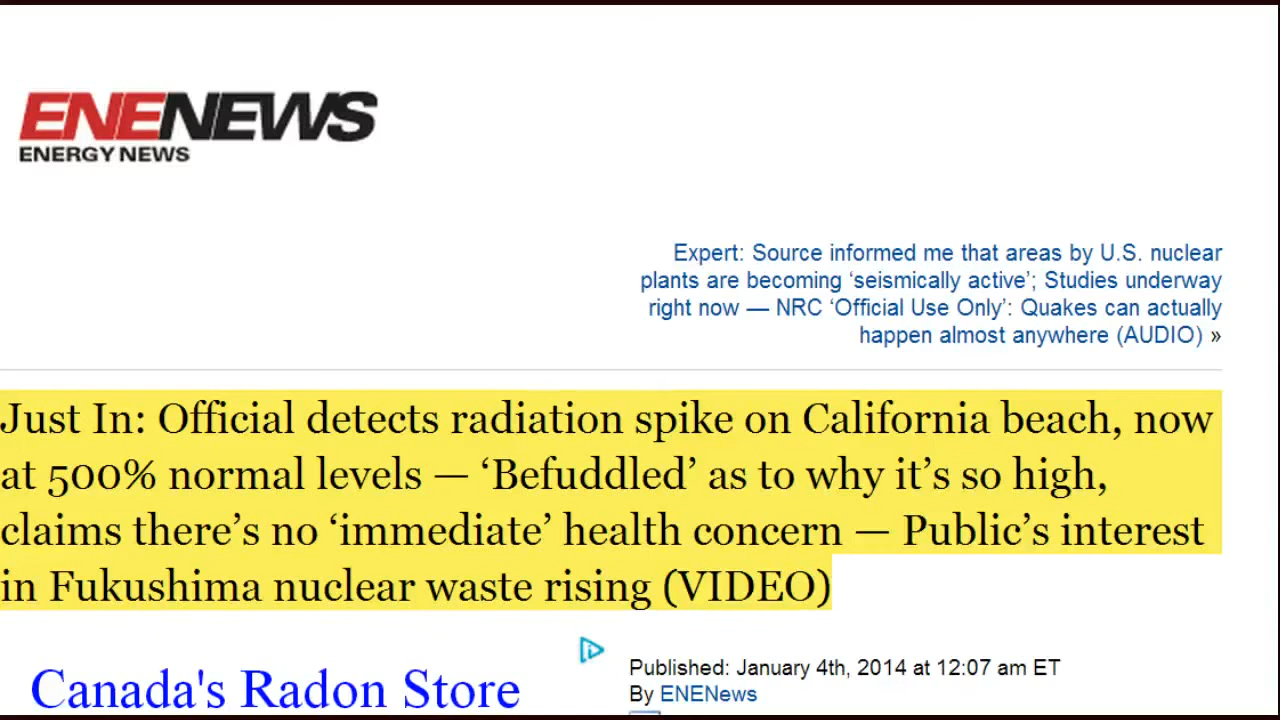 ENENEWS
ENERGY NEWS
Expert: Source informed me that areas by U.S. nuclear
plants are becoming ‘seismically active’; Studies underway
right now — NRC ‘Official Use Only’: Quakes can actually
happen almost anywhere (AUDIO) »
Just In: Official detects radiation spike on California beach, now
at 500% normal levels — ‘Befuddled’ as to why it’s so high,
claims there’s no ‘immediate’ health concern — Public’s interest
in Fukushima nuclear waste rising (VIDEO)
Canada's Radon Store
Published: January 4th, 2014 at 12:07 am ET
By ENENews